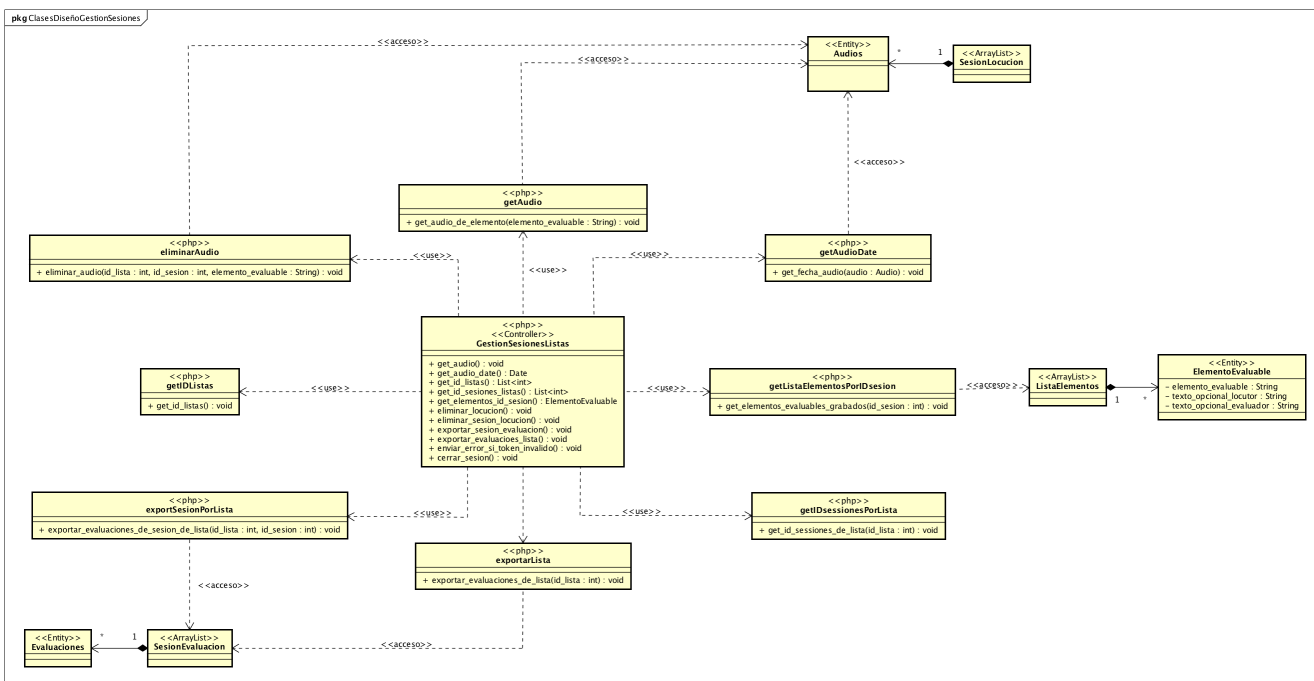 pkg ClasesDiseñoGestionSesiones
<<acceso>>
<<Entity>>
Audios
*
1
<<ArrayList>>
SesionLocucion
<<acceso>>
<<acceso>>
<<php>>
getAudio
+ get_audio_de_elemento(elemento_evaluable : String) : void
<<php>>
eliminarAudio
+ eliminar_audio(id_lista : int, id_sesion : int, elemento_evaluable : String) : void
<<use>>
<<use>>
<<use>>
<<php>>
getAudioDate
+ get_fecha_audio(audio : Audio) : void
<<php>>
<<Controller>>
GestionSesionesListas
+ get_audio() : void
+ get_audio_date() : Date
+ get_id_listas() : List<int>
+ get_id_sesiones_listas() : List<int>
+ get_elementos_id_sesion() : ElementoEvaluable
+ eliminar_locucion() : void
+ eliminar_sesion_locucion() : void
+ exportar_sesion_evaluacion() : void
+ exportar_evaluacioes_lista() : void
+ enviar_error_si_token_invalido() : void
+ cerrar_sesion() : void
<<php>>
getIDListas
+ get_id_listas() : void
<<use>>
<<use>>
<<php>>
getListaElementosPorIDsesion
+ get_elementos_evaluables_grabados(id_sesion : int) : void
<<acceso>>
<<ArrayList>>
ListaElementos
1
*
<<Entity>>
ElementoEvaluable
- elemento_evaluable : String
- texto_opcional_locutor : String
- texto_opcional_evaluador : String
<<php>>
exportSesionPorLista
+ exportar_evaluaciones_de_sesion_de_lista(id_lista : int, id_sesion : int) : void
<<use>>
<<use>>
<<php>>
getIDsessionesPorLista
+ get_id_sessiones_de_lista(id_lista : int) : void
<<php>>
exportarLista
+ exportar_evaluaciones_de_lista(id_lista : int) : void
<<acceso>>
<<Entity>>
Evaluaciones
*
1
<<ArrayList>>
SesionEvaluacion
<<acceso>>